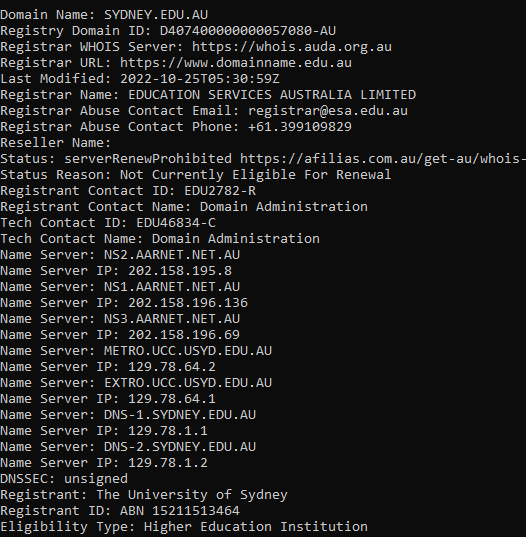 Domain Name: SYDNEY.EDU.AU
Registry Domain ID: D407400000000057080-AU
Registrar WHOIS Server: https://whois.auda.org.au
Registrar URL: https://www.domainname.edu.au
Last Modified: 2022-10-25T05:30:59Z
Registrar Name: EDUCATION SERVICES AUSTRALIA LIMITED
Registrar Abuse Contact Email: registrar@esa.edu.au
Registrar Abuse Contact Phone: +61.399109829
Reseller Name:
Status: serverRenewProhibited https://afilias.com.au/get-au/whois-
Status Reason: Not Currently Eligible For Renewal
Registrant Contact ID: EDU2782-R
Registrant Contact Name: Domain Administration
Tech Contact ID: EDU46834-C
Tech Contact Name: Domain Administration
Name Server: NS2.AARNET.NET.AU
Name Server IP: 202.158.195.8
Name Server: NS1.AARNET.NET.AU
Name Server IP: 202.158.196.136
Name Server: NS3.AARNET.NET.AU
Name Server IP: 202.158.196.69
Name Server: METRO.UCC.USYD.EDU.AU
Name Server IP: 129.78.64.2
Name Server: EXTRO.UCC.USYD.EDU.AU
Name Server IP: 129.78.64.1
Name Server: DNS-1.SYDNEY.EDU.AU
Name Server IP: 129.78.1.1
Name Server: DNS-2.SYDNEY.EDU.AU
Name Server IP: 129.78.1.2
DNSSEC: unsigned
Registrant: The University of Sydney
Registrant ID: ABN 15211513464
Eligibility Type: Higher Education Institution